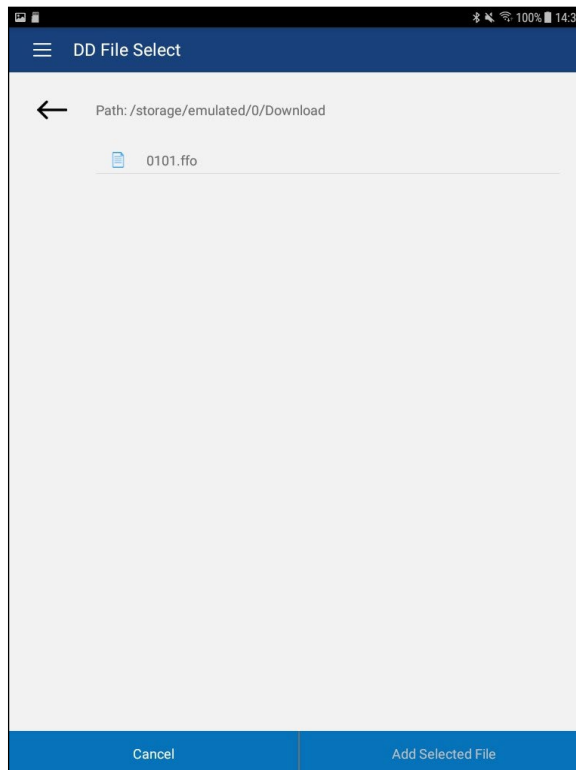 100% 14:3
DD File Select
Path: /storage/emulated/0/Download
0101.ffo
Cancel
Add Selected File